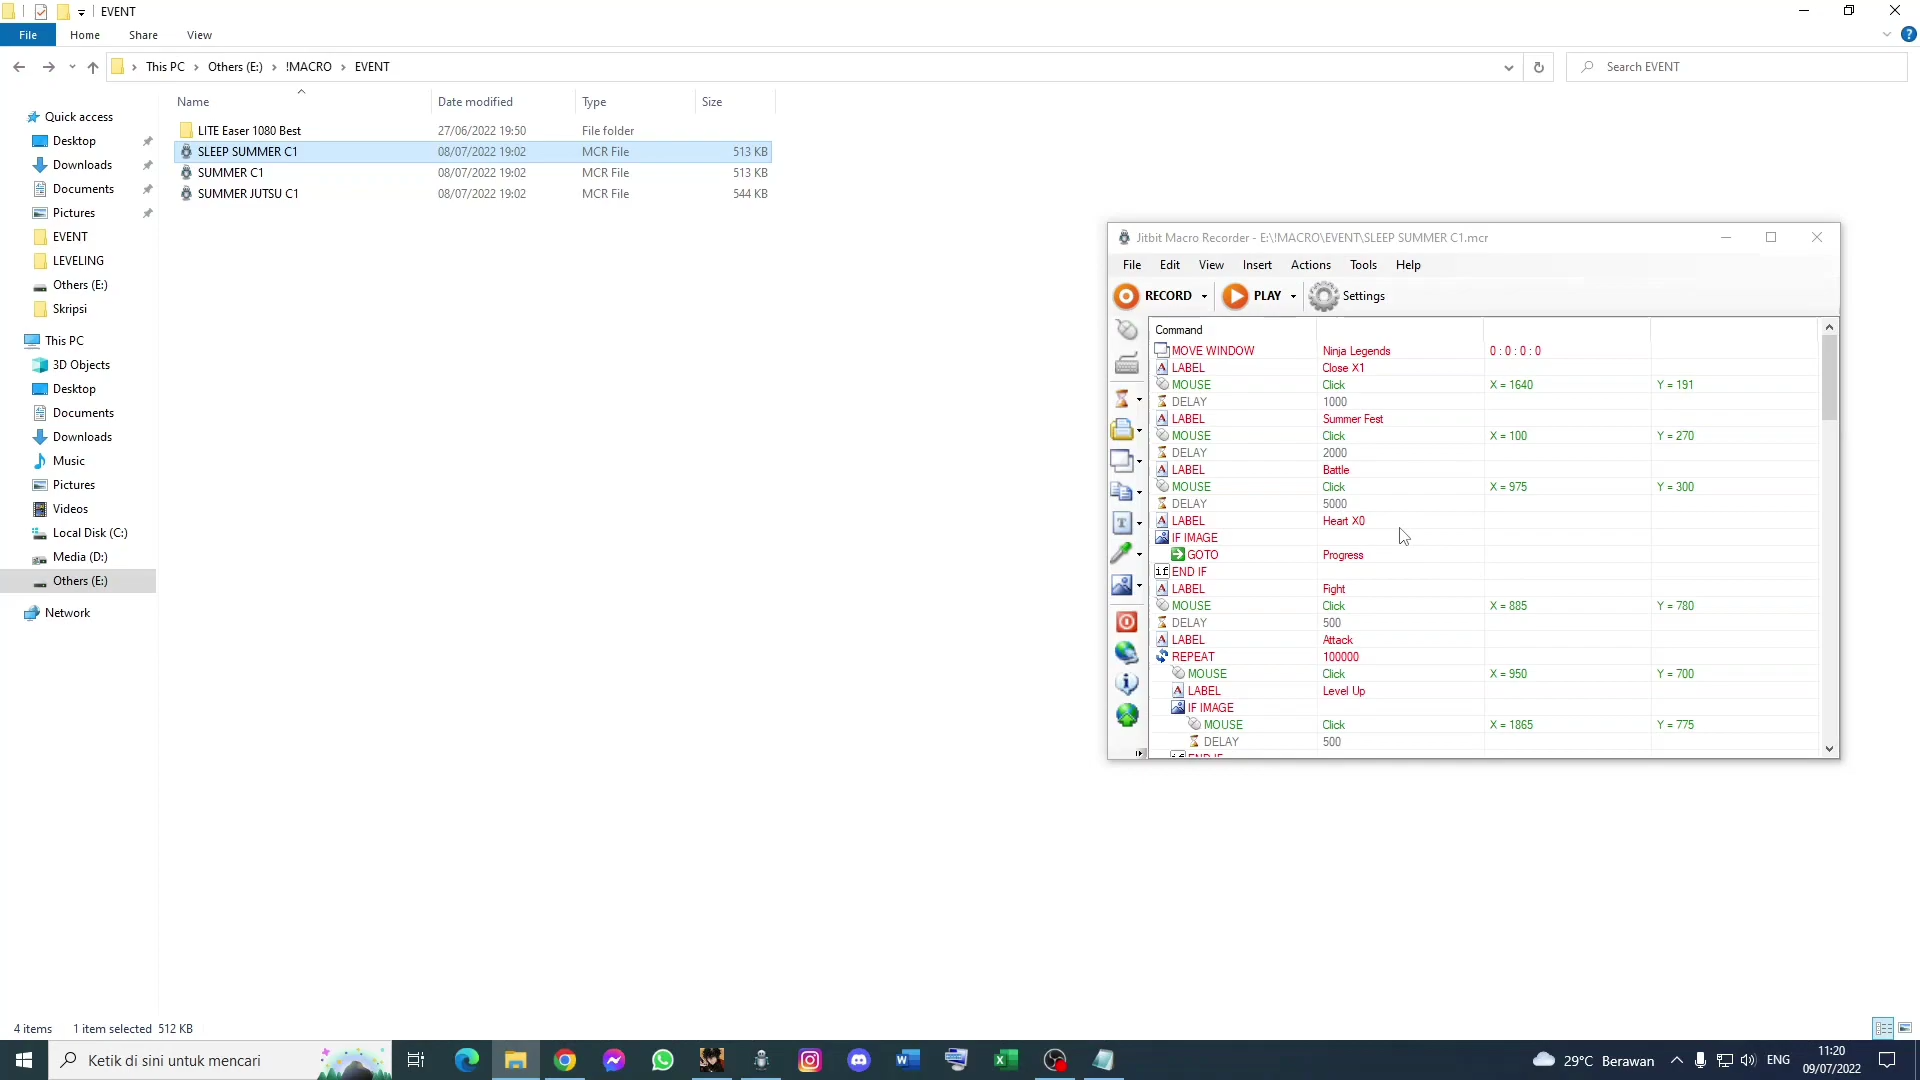 EVENT
File Home Share View
This PC Others (E:) !MACRO EVENT
Search EVENT
Name Date modified Type Size
LITE Easer 1080 Best 27/06/2022 19:50 File folder
SLEEP SUMMER C1 08/07/2022 19:02 MCR File 513 KB
SUMMER C1 08/07/2022 19:02 MCR File 513 KB
SUMMER JUTSU C1 08/07/2022 19:02 MCR File 544 KB
Quick access
Desktop
Downloads
Documents
Pictures
EVENT
LEVELING
Others (E:)
Skripsi
This PC
3D Objects
Desktop
Documents
Downloads
Music
Pictures
Videos
Local Disk (C:)
Media (D:)
Others (E:)
Network
Jitbit Macro Recorder - E:\!MACRO\EVENT\SLEEP SUMMER C1.mcr
File Edit View Insert Actions Tools Help
RECORD PLAY Settings
Command
MOVE WINDOW Ninja Legends 0 : 0 : 0 : 0
LABEL Close X1
MOUSE Click X = 1640 Y = 191
DELAY 1000
LABEL Summer Fest
MOUSE Click X = 100 Y = 270
DELAY 2000
LABEL Battle
MOUSE Click X = 975 Y = 300
DELAY 5000
LABEL Heart X0
IF IMAGE
GOTO Progress
END IF
LABEL Fight
MOUSE Click X = 885 Y = 780
DELAY 500
LABEL Attack
REPEAT 100000
MOUSE Click X = 950 Y = 700
LABEL Level Up
IF IMAGE
MOUSE Click X = 1865 Y = 775
DELAY 500
END IF
4 items 1 item selected 512 KB
Ketik di sini untuk mencari
29°C Berawan ENG
11:20
09/07/2022